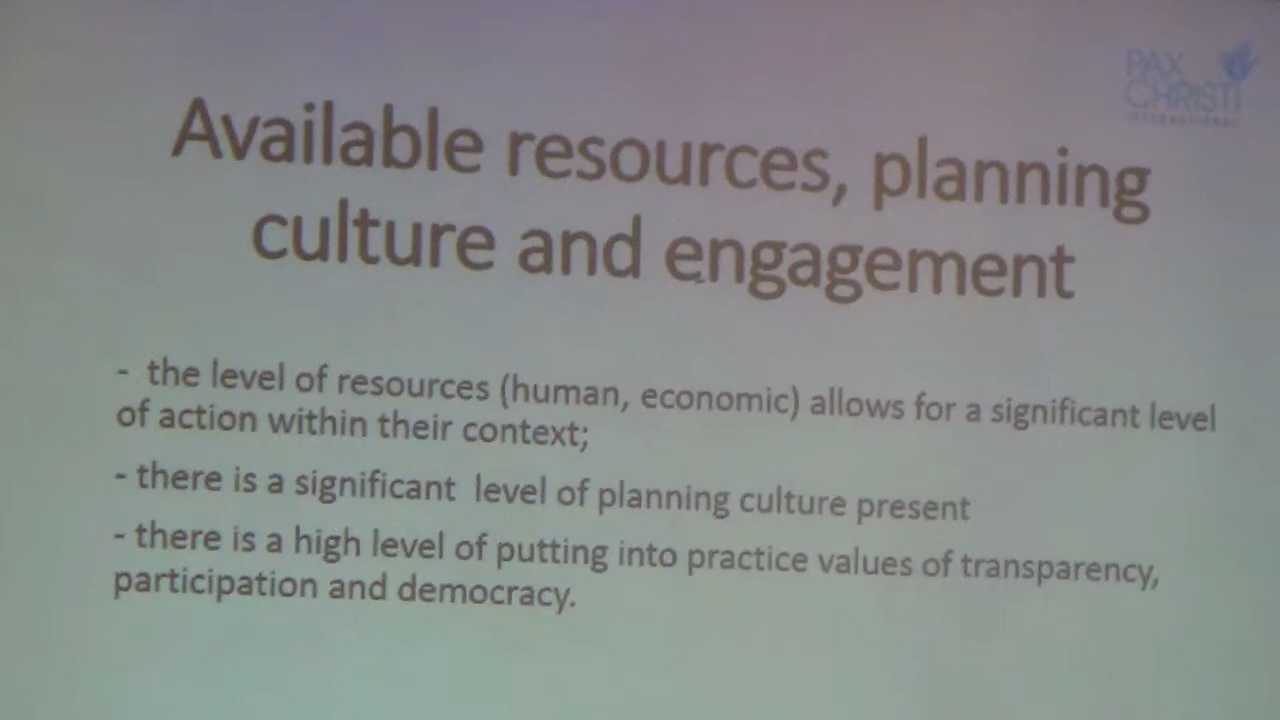 PAX
CHRISTI
INTERNATIONAL
Available resources, planning
culture and engagement
- the level of resources (human, economic) allows for a significant level
of action within their context;
- there is a significant level of planning culture present
- there is a high level of putting into practice values of transparency,
participation and democracy.